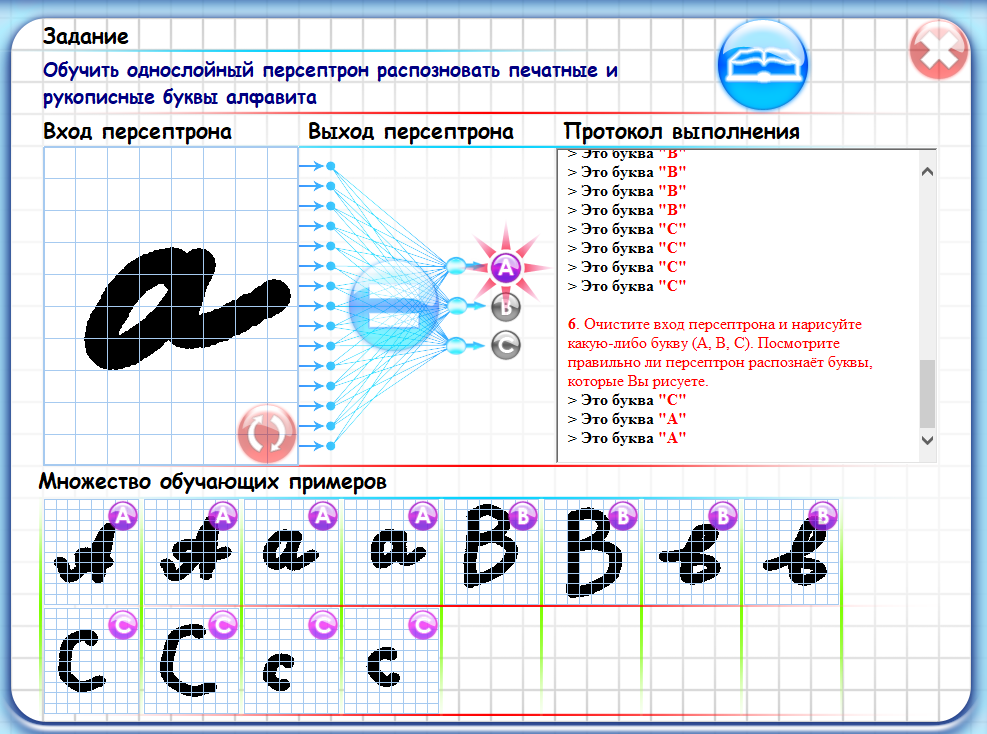 Задание
Обучить однослойный персептрон распозновать печатные и
рукописные буквы алфавита
Вход персептрона
Выход персептрона
Протокол выполнения
а
A
B
C
> Это буква "B"
> Это буква "B"
> Это буква "B"
> Это буква "B"
> Это буква "C"
> Это буква "C"
> Это буква "C"
> Это буква "C"
6. Очистите вход персептрона и нарисуйте
какую-либо букву (А, В, С). Посмотрите
правильно ли персептрон распознаёт буквы,
которые Вы рисуете.
> Это буква "C"
> Это буква "A"
> Это буква "A"
Множество обучающих примеров
А A А A а A а A В B В B в B в B
С C С C с C с C